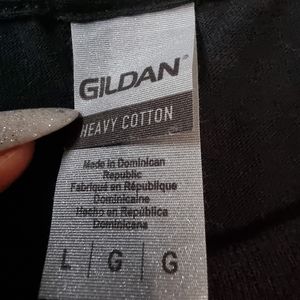 GILDAN
HEAVY COTTON
Made in Dominican
Republic
Fabriqué en République
Dominicaine
Hecho en República
Dominicana
L | G | G